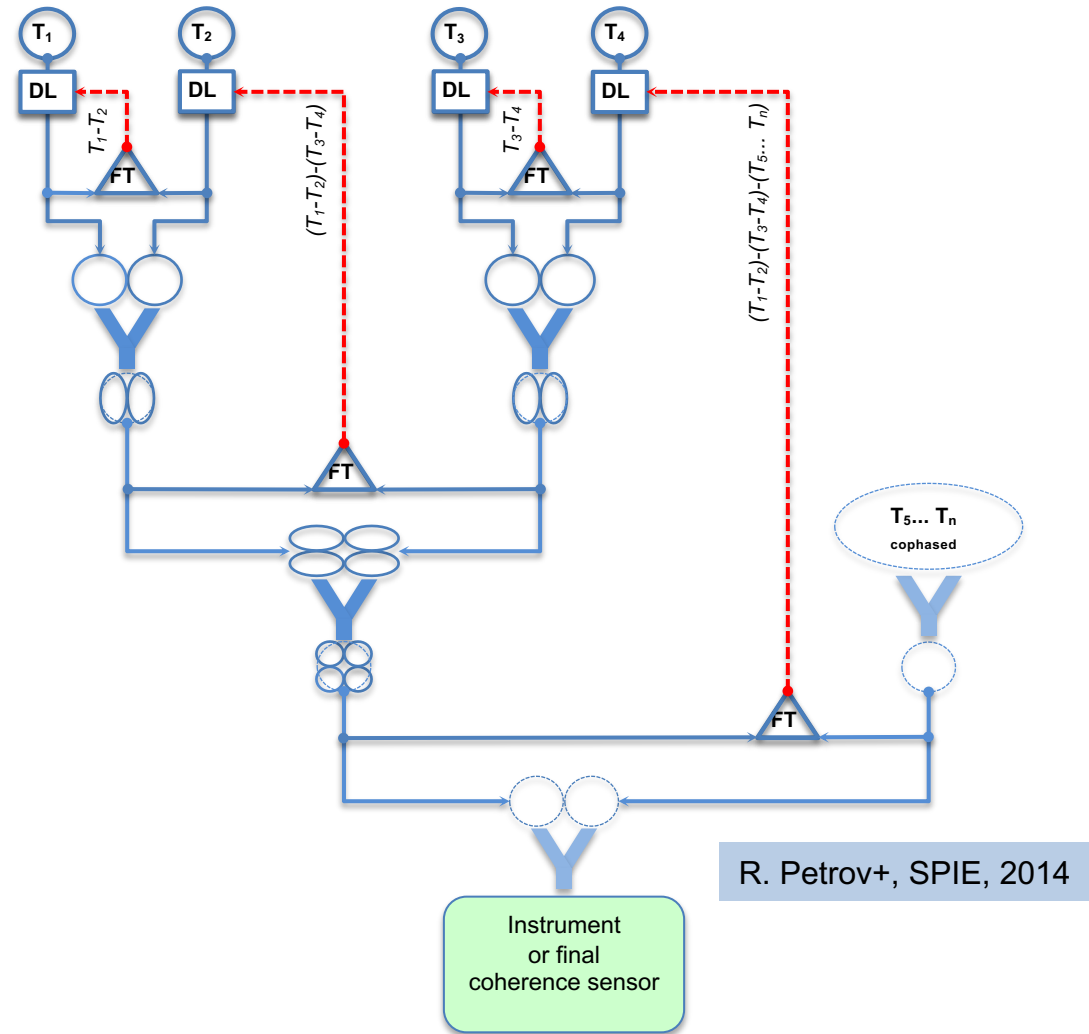 T₁
T₂
T₃
T₄
DL
DL
DL
DL
T₁-T₂
(T₁-T₂)-(T₃-T₄)
T₃-T₄
(T₁-T₂)-(T₃-T₄)-(T₅... Tₙ)
FT
FT
FT
T₅... Tₙ
cophased
FT
R. Petrov+, SPIE, 2014
Instrument
or final
coherence sensor